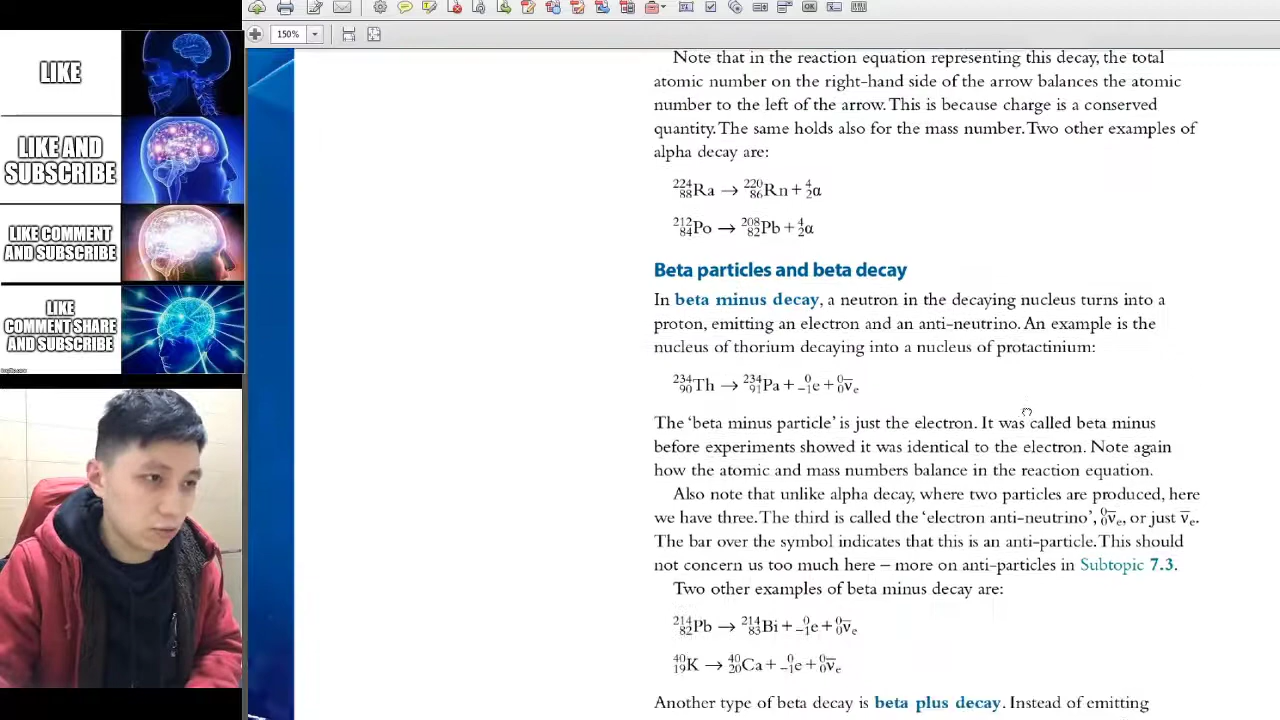 LIKE
LIKE AND
SUBSCRIBE
LIKE COMMENT
AND SUBSCRIBE
LIKE
COMMENT SHARE
AND SUBSCRIBE
150%
OK
Note that in the reaction equation representing this decay, the total
atomic number on the right-hand side of the arrow balances the atomic
number to the left of the arrow. This is because charge is a conserved
quantity. The same holds also for the mass number. Two other examples of
alpha decay are:
²²⁴₈₈Ra → ²²⁰₈₆Rn + ⁴₂α
²¹²₈₄Po → ²⁰⁸₈₂Pb + ⁴₂α
Beta particles and beta decay
In beta minus decay, a neutron in the decaying nucleus turns into a
proton, emitting an electron and an anti-neutrino. An example is the
nucleus of thorium decaying into a nucleus of protactinium:
²³⁴₉₀Th → ²³⁴₉₁Pa + ⁰₋₁e + ⁰₀ν̅ₑ
The ‘beta minus particle’ is just the electron. It was called beta minus
before experiments showed it was identical to the electron. Note again
how the atomic and mass numbers balance in the reaction equation.
Also note that unlike alpha decay, where two particles are produced, here
we have three. The third is called the ‘electron anti-neutrino’, ⁰₀ν̅ₑ, or just ν̅ₑ.
The bar over the symbol indicates that this is an anti-particle. This should
not concern us too much here – more on anti-particles in Subtopic 7.3.
Two other examples of beta minus decay are:
²¹⁴₈₂Pb → ²¹⁴₈₃Bi + ⁰₋₁e + ⁰₀ν̅ₑ
⁴⁰₁₉K → ⁴⁰₂₀Ca + ⁰₋₁e + ⁰₀ν̅ₑ
Another type of beta decay is beta plus decay. Instead of emitting